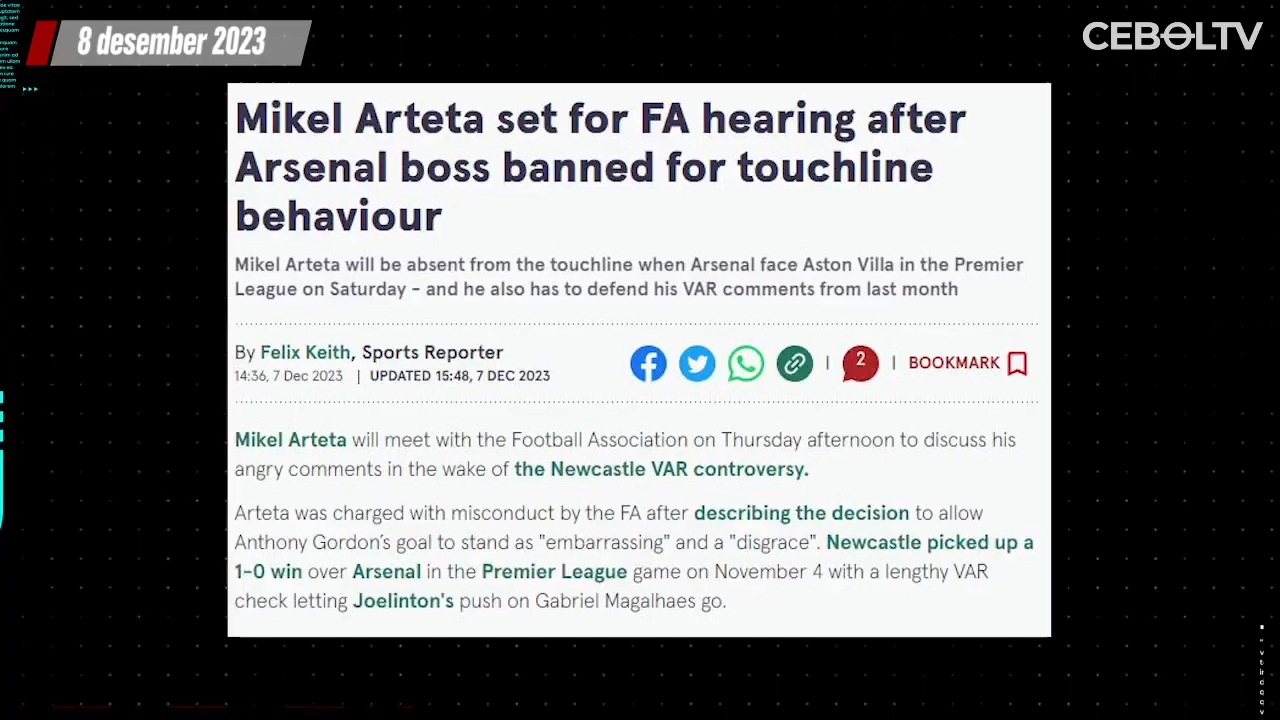 8 desember 2023
CEBOLTV
Mikel Arteta set for FA hearing after
Arsenal boss banned for touchline
behaviour
Mikel Arteta will be absent from the touchline when Arsenal face Aston Villa in the Premier
League on Saturday - and he also has to defend his VAR comments from last month
By Felix Keith, Sports Reporter
14:36, 7 Dec 2023 | UPDATED 15:48, 7 DEC 2023
| 2 | BOOKMARK
Mikel Arteta will meet with the Football Association on Thursday afternoon to discuss his
angry comments in the wake of the Newcastle VAR controversy.
Arteta was charged with misconduct by the FA after describing the decision to allow
Anthony Gordon’s goal to stand as "embarrassing" and a "disgrace". Newcastle picked up a
1-0 win over Arsenal in the Premier League game on November 4 with a lengthy VAR
check letting Joelinton's push on Gabriel Magalhaes go.